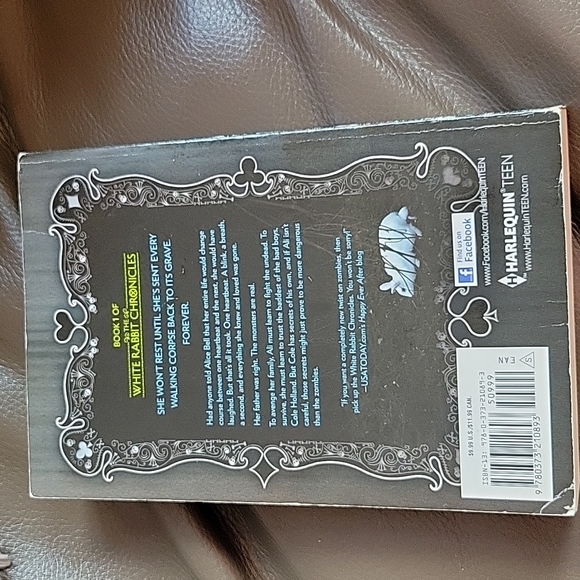 BOOK 1 OF
THE
WHITE RABBIT CHRONICLES
SHE WON'T REST UNTIL SHE'S SENT EVERY
WALKING CORPSE BACK TO ITS GRAVE.
FOREVER.
Had anyone told Alice Bell that her entire life would change
course between one heartbeat and the next, she would have
laughed. But that's all it took. One heartbeat. A blink, a breath,
a second, and everything she knew and loved was gone.
Her father was right. The monsters are real.
To avenge her family, Ali must learn to fight the undead. To
survive, she must learn to trust the baddest of the bad boys,
Cole Holland. But Cole has secrets of his own, and if Ali isn't
careful, those secrets might just prove to be more dangerous
than the zombies.
"If you want a completely new twist on zombies, then
pick up the White Rabbit Chronicles. You won't be sorry!"
—USATODAY.com's Happy Ever After blog
f
Find us on
Facebook
www.Facebook.com/HarlequinTEEN
HARLEQUIN® TEEN
www.HarlequinTEEN.com
$9.99 U.S./$11.99 CAN.
ISBN-13: 978-0-373-21089-3
50999
9 780373 210893
S
EAN